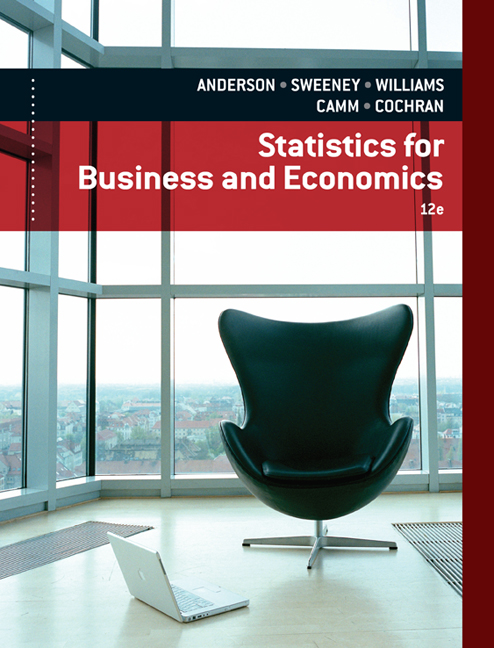 ANDERSON • SWEENEY • WILLIAMS
CAMM • COCHRAN
Statistics for
Business and Economics
12e